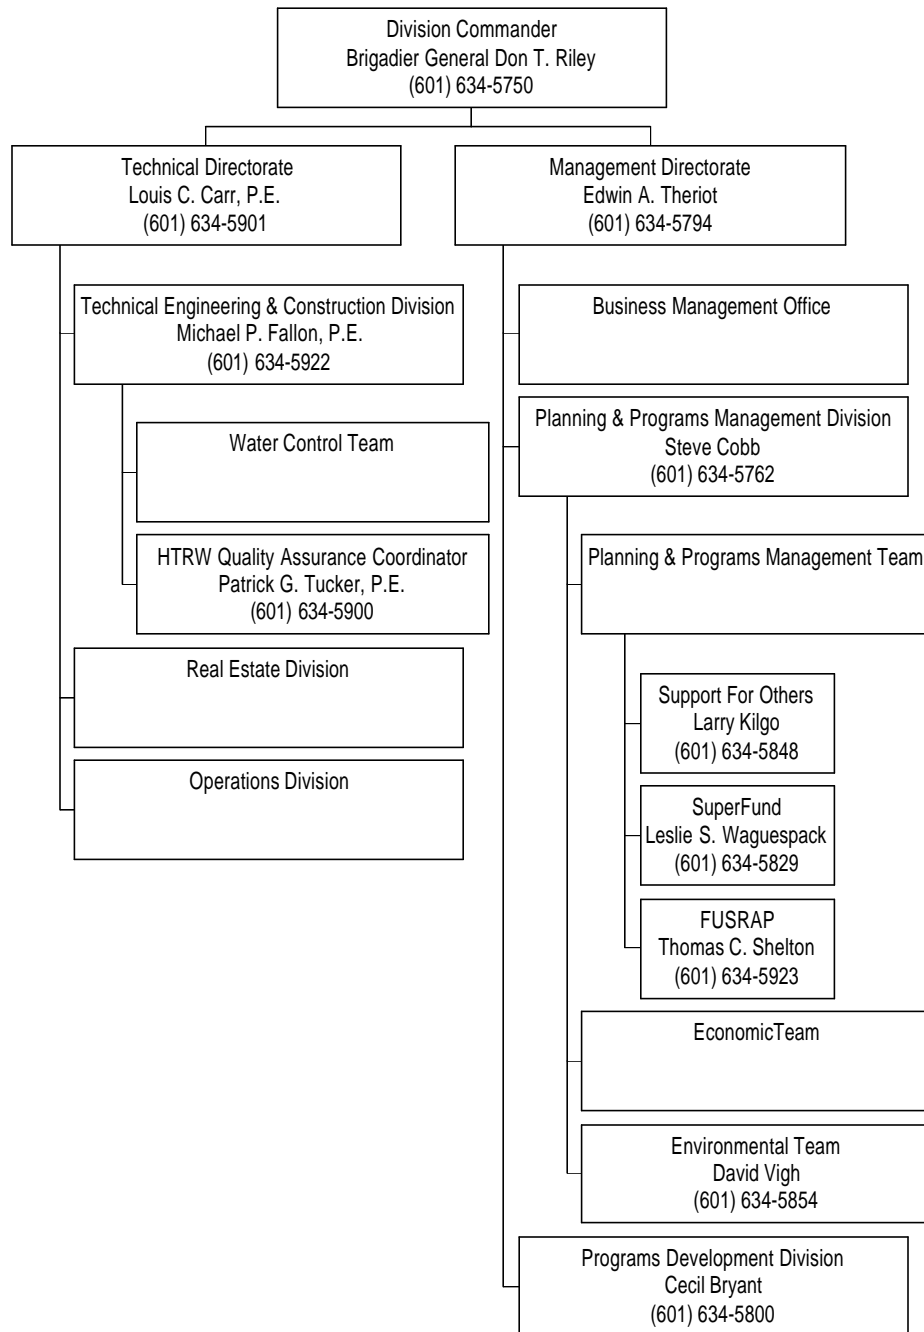 Division Commander
Brigadier General Don T. Riley
(601) 634-5750
Technical Directorate
Louis C. Carr, P.E.
(601) 634-5901
Management Directorate
Edwin A. Theriot
(601) 634-5794
Technical Engineering & Construction Division
Michael P. Fallon, P.E.
(601) 634-5922
Water Control Team
HTRW Quality Assurance Coordinator
Patrick G. Tucker, P.E.
(601) 634-5900
Real Estate Division
Operations Division
Business Management Office
Planning & Programs Management Division
Steve Cobb
(601) 634-5762
Planning & Programs Management Team
Support For Others
Larry Kilgo
(601) 634-5848
SuperFund
Leslie S. Waguespack
(601) 634-5829
FUSRAP
Thomas C. Shelton
(601) 634-5923
EconomicTeam
Environmental Team
David Vigh
(601) 634-5854
Programs Development Division
Cecil Bryant
(601) 634-5800